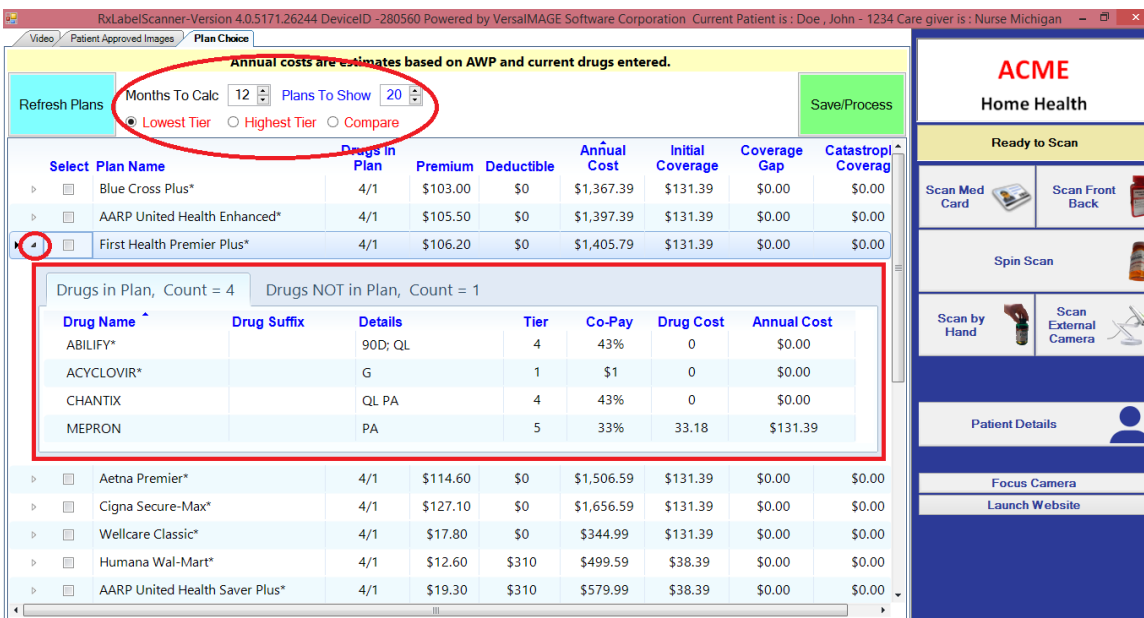 RxLabelScanner-Version 4.0.5171.26244 DeviceID -280560 Powered by VersaIMAGE Software Corporation Current Patient is : Doe , John - 1234 Care giver is : Nurse Michigan
Video Patient Approved Images Plan Choice
Annual costs are estimates based on AWP and current drugs entered.
Refresh Plans
Months To Calc 12 Plans To Show 20
Lowest Tier Highest Tier Compare
Save/Process
Select Plan Name Drugs in Plan Premium Deductible Annual Cost Initial Coverage Coverage Gap Catastropl Coverag
Blue Cross Plus* 4/1 $103.00 $0 $1,367.39 $131.39 $0.00 $0.00
AARP United Health Enhanced* 4/1 $105.50 $0 $1,397.39 $131.39 $0.00 $0.00
First Health Premier Plus* 4/1 $106.20 $0 $1,405.79 $131.39 $0.00 $0.00
Drugs in Plan, Count = 4 Drugs NOT in Plan, Count = 1
Drug Name Drug Suffix Details Tier Co-Pay Drug Cost Annual Cost
ABILIFY* 90D; QL 4 43% 0 $0.00
ACYCLOVIR* G 1 $1 0 $0.00
CHANTIX QL PA 4 43% 0 $0.00
MEPRON PA 5 33% 33.18 $131.39
Aetna Premier* 4/1 $114.60 $0 $1,506.59 $131.39 $0.00 $0.00
Cigna Secure-Max* 4/1 $127.10 $0 $1,656.59 $131.39 $0.00 $0.00
Wellcare Classic* 4/1 $17.80 $0 $344.99 $131.39 $0.00 $0.00
Humana Wal-Mart* 4/1 $12.60 $310 $499.59 $38.39 $0.00 $0.00
AARP United Health Saver Plus* 4/1 $19.30 $310 $579.99 $38.39 $0.00 $0.00
ACME
Home Health
Ready to Scan
Scan Med Card
Scan Front Back
Spin Scan
Scan by Hand
Scan External Camera
Patient Details
Focus Camera
Launch Website